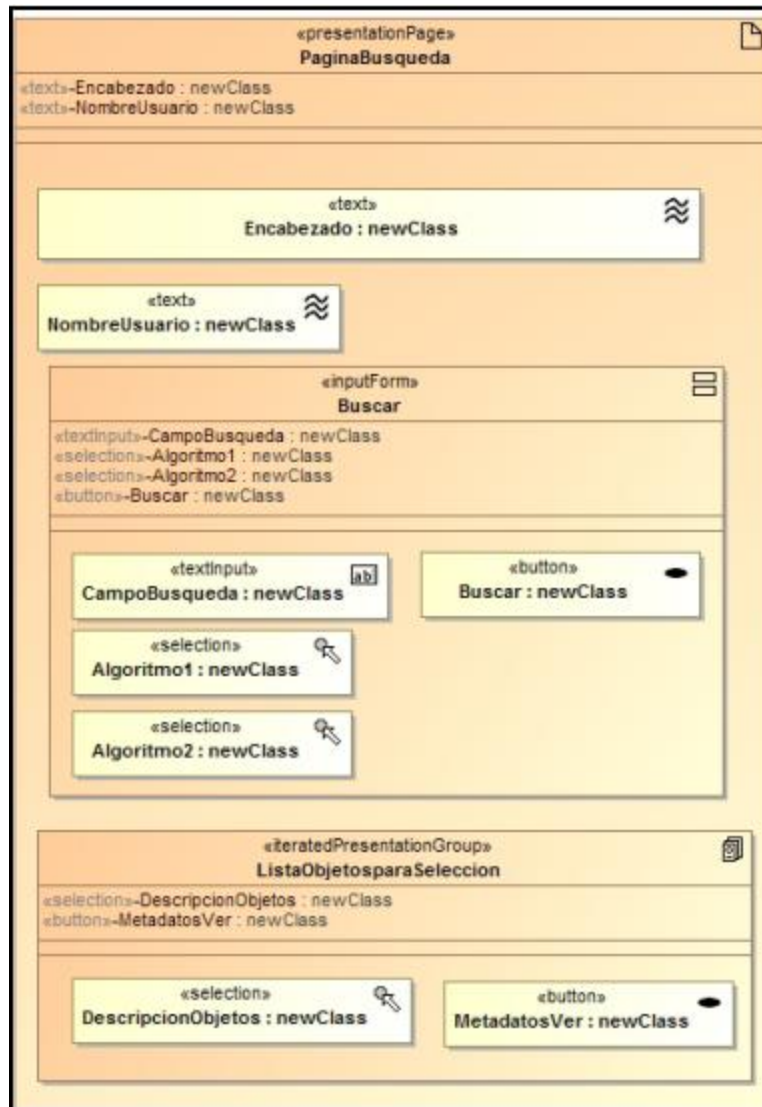 «presentationPage»
PaginaBusqueda
«text»-Encabezado : newClass
«text»-NombreUsuario : newClass
«text»
Encabezado : newClass
«text»
NombreUsuario : newClass
«inputForm»
Buscar
«textInput»-CampoBusqueda : newClass
«selection»-Algoritmo1 : newClass
«selection»-Algoritmo2 : newClass
«button»-Buscar : newClass
«textInput»
ab
CampoBusqueda : newClass
«button»
Buscar : newClass
«selection»
Algoritmo1 : newClass
«selection»
Algoritmo2 : newClass
«iteratedPresentationGroup»
ListaObjetosparaSeleccion
«selection»-DescripcionObjetos : newClass
«button»-MetadatosVer : newClass
«selection»
DescripcionObjetos : newClass
«button»
MetadatosVer : newClass